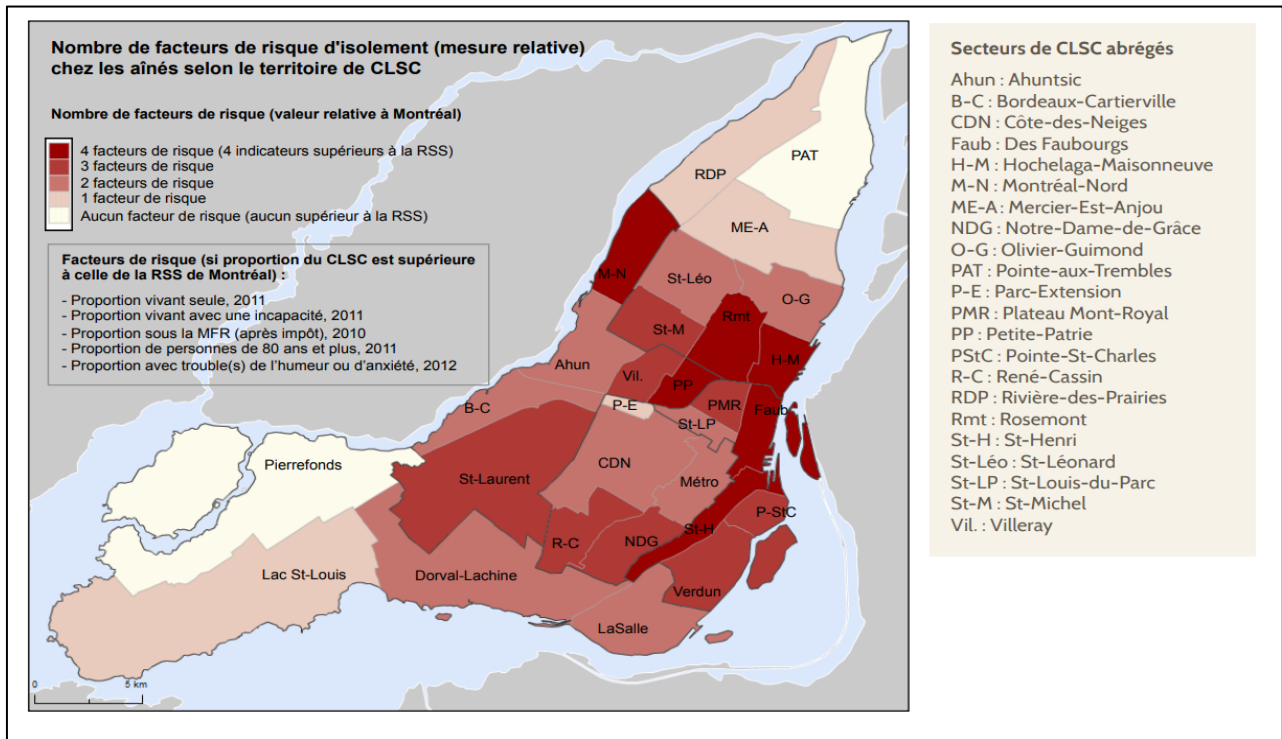 Nombre de facteurs de risque d'isolement (mesure relative)
chez les aînés selon le territoire de CLSC
Nombre de facteurs de risque (valeur relative à Montréal)
4 facteurs de risque (4 indicateurs supérieurs à la RSS)
3 facteurs de risque
2 facteurs de risque
1 facteur de risque
Aucun facteur de risque (aucun supérieur à la RSS)
Facteurs de risque (si proportion du CLSC est supérieure
à celle de la RSS de Montréal) :
- Proportion vivant seule, 2011
- Proportion vivant avec une incapacité, 2011
- Proportion sous la MFR (après impôt), 2010
- Proportion de personnes de 80 ans et plus, 2011
- Proportion avec trouble(s) de l'humeur ou d'anxiété, 2012
PAT
RDP
ME-A
M-N
St-Léo
O-G
Rmt
St-M
H-M
Ahun
Vil.
PP
P-E
PMR
Faub
B-C
St-LP
Pierrefonds
CDN
St-Laurent
Métro
P-StC
St-H
R-C
NDG
Lac St-Louis
Dorval-Lachine
Verdun
LaSalle
0 5 km
Secteurs de CLSC abrégés
Ahun : Ahuntsic
B-C : Bordeaux-Cartierville
CDN : Côte-des-Neiges
Faub : Des Faubourgs
H-M : Hochelaga-Maisonneuve
M-N : Montréal-Nord
ME-A : Mercier-Est-Anjou
NDG : Notre-Dame-de-Grâce
O-G : Olivier-Guimond
PAT : Pointe-aux-Trembles
P-E : Parc-Extension
PMR : Plateau Mont-Royal
PP : Petite-Patrie
PStC : Pointe-St-Charles
R-C : René-Cassin
RDP : Rivière-des-Prairies
Rmt : Rosemont
St-H : St-Henri
St-Léo : St-Léonard
St-LP : St-Louis-du-Parc
St-M : St-Michel
Vil. : Villeray